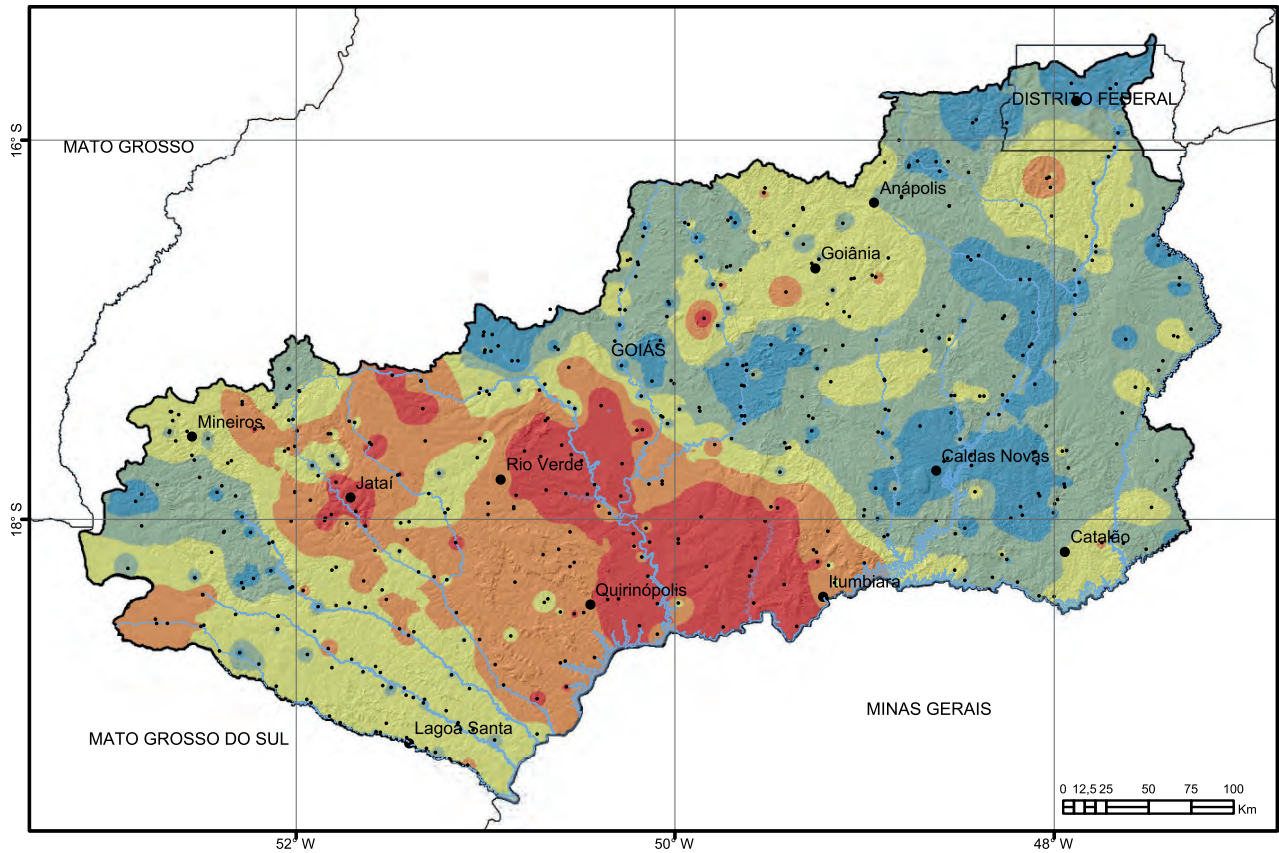 DISTRITO FEDERAL
16° S
MATO GROSSO
Anápolis
Goiânia
GOIÁS
Mineiros
Caldas Novas
Rio Verde
Jataí
18° S
Catalão
Itumbiara
Quirinópolis
MINAS GERAIS
Lagoa Santa
MATO GROSSO DO SUL
0 12,5 25 50 75 100
Km
52° W
50° W
48° W